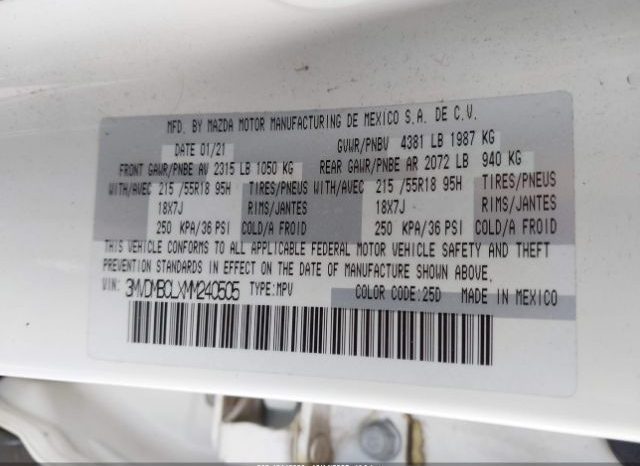 MFD. BY MAZDA MOTOR MANUFACTURING DE MEXICO S.A. DE C.V.
DATE 01/21 GVWR/PNBV 4381 LB 1987 KG
FRONT GAWR/PNBE AV 2315 LB 1050 KG REAR GAWR/PNBE AR 2072 LB 940 KG
WITH/AVEC 215 /55R18 95H TIRES/PNEUS WITH/AVEC 215 /55R18 95H TIRES/PNEUS
18X7J RIMS/JANTES 18X7J RIMS/JANTES
250 KPA/36 PSI COLD/A FROID 250 KPA/36 PSI COLD/A FROID
THIS VEHICLE CONFORMS TO ALL APPLICABLE FEDERAL MOTOR VEHICLE SAFETY AND THEFT
PREVENTION STANDARDS IN EFFECT ON THE DATE OF MANUFACTURE SHOWN ABOVE.
VIN: 3MVDMBCLXMM240505 TYPE:MPV COLOR CODE:25D MADE IN MEXICO